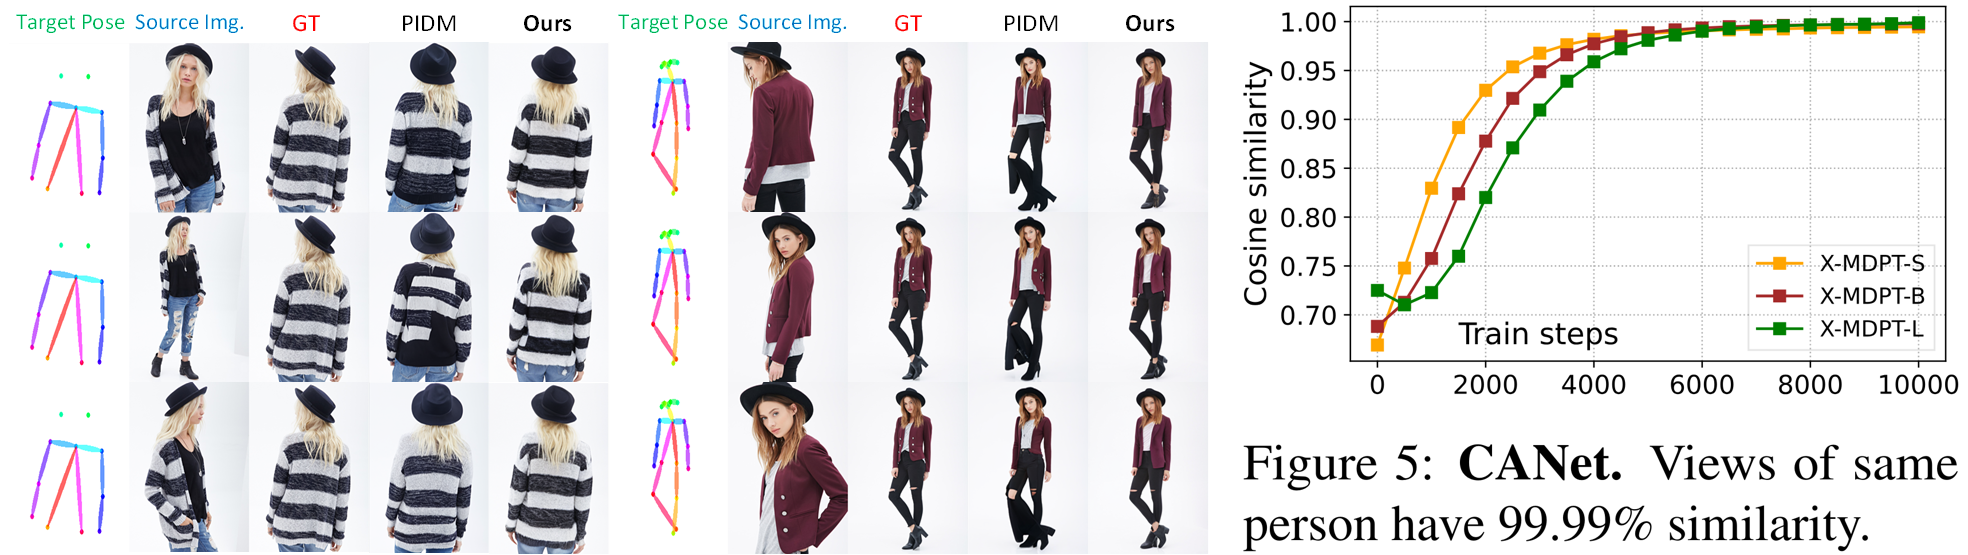 Target Pose Source Img. GT PIDM Ours Target Pose Source Img. GT PIDM Ours
1.00
0.95
0.90
0.85
0.80
0.75
0.70
Cosine similarity
X-MDPT-S
X-MDPT-B
X-MDPT-L
Train steps
0 2000 4000 6000 8000 10000
Figure 5: CANet. Views of same
person have 99.99% similarity.